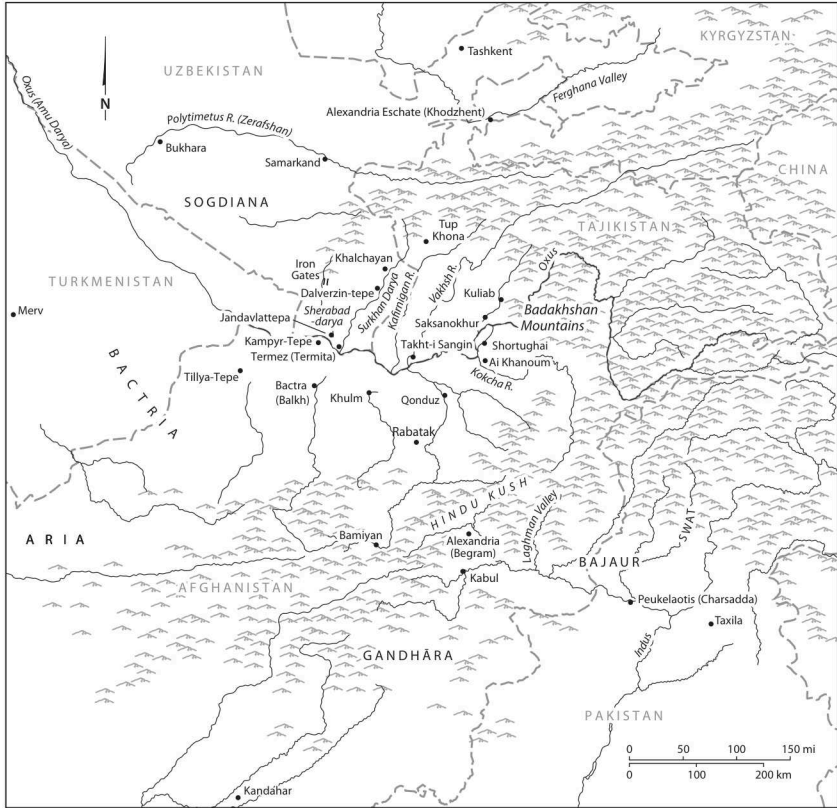 KYRGYZSTAN
Tashkent
UZBEKISTAN
Oxus (Amu Darya)
N
Ferghana Valley
Alexandria Eschate (Khodzhent)
Polytimetus R. (Zerafshan)
Bukhara
Samarkand
CHINA
SOGDIANA
Tup
Khona
TAJIKISTAN
Khalchayan
Iron
Gates
Oxus
TURKMENISTAN
Dalverzin-tepe
Surkhan Darya
Kafirnigan R.
Vakhsh R.
Kuliab
Merv
Sherabad
-darya
Jandavlattepa
Saksanokhur
Badakhshan
Mountains
Kampyr-Tepe
Termez (Termita)
Takht-i Sangin
Shortughai
Ai Khanoum
Kokcha R.
BACTRIA
Tillya-Tepe
Bactra
(Balkh)
Khulm
Qonduz
Rabatak
HINDU KUSH
Laghman Valley
SWAT
ARIA
Bamiyan
Alexandria
(Begram)
BAJAUR
Kabul
AFGHANISTAN
Peukelaotis (Charsadda)
Taxila
Indus
GANDHĀRA
PAKISTAN
0 50 100 150 mi
0 100 200 km
Kandahar